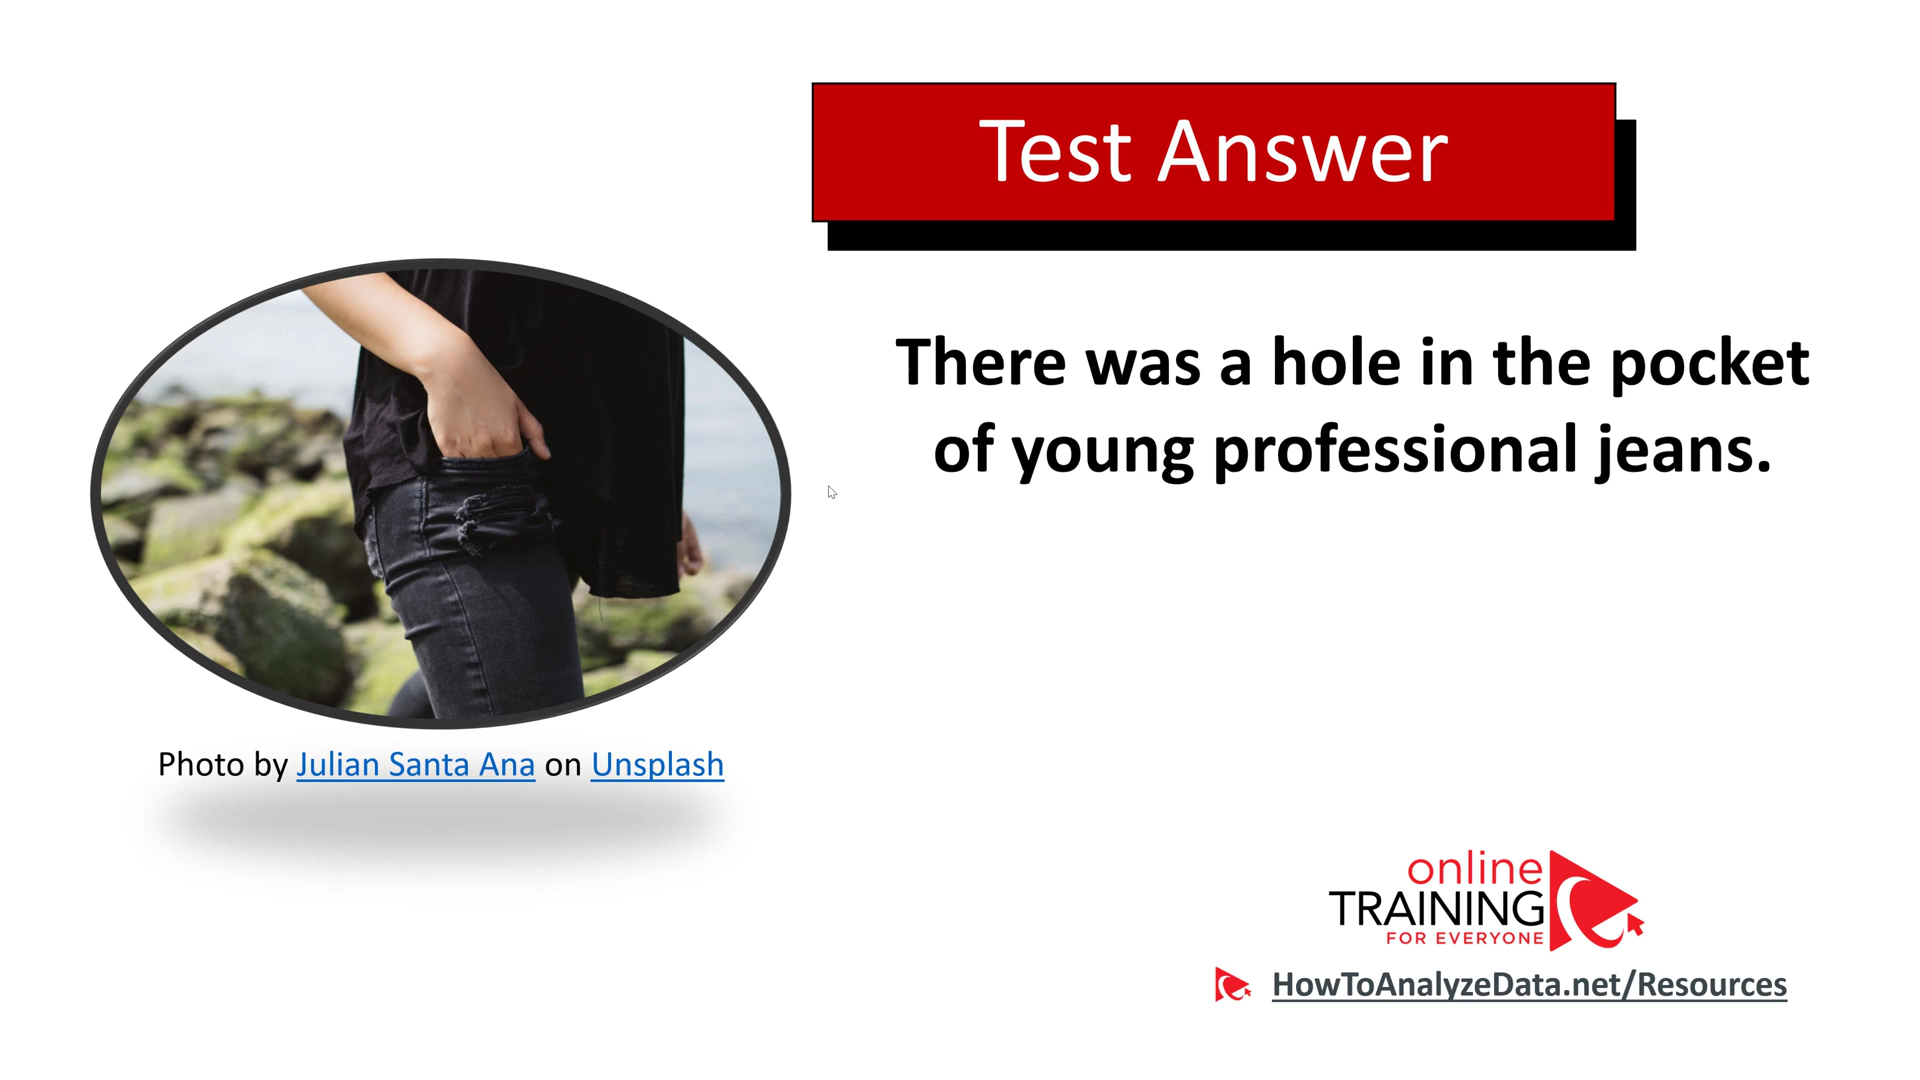 Test Answer
There was a hole in the pocket
of young professional jeans.
Photo by Julian Santa Ana on Unsplash
online
TRAINING
FOR EVERYONE
HowToAnalyzeData.net/Resources